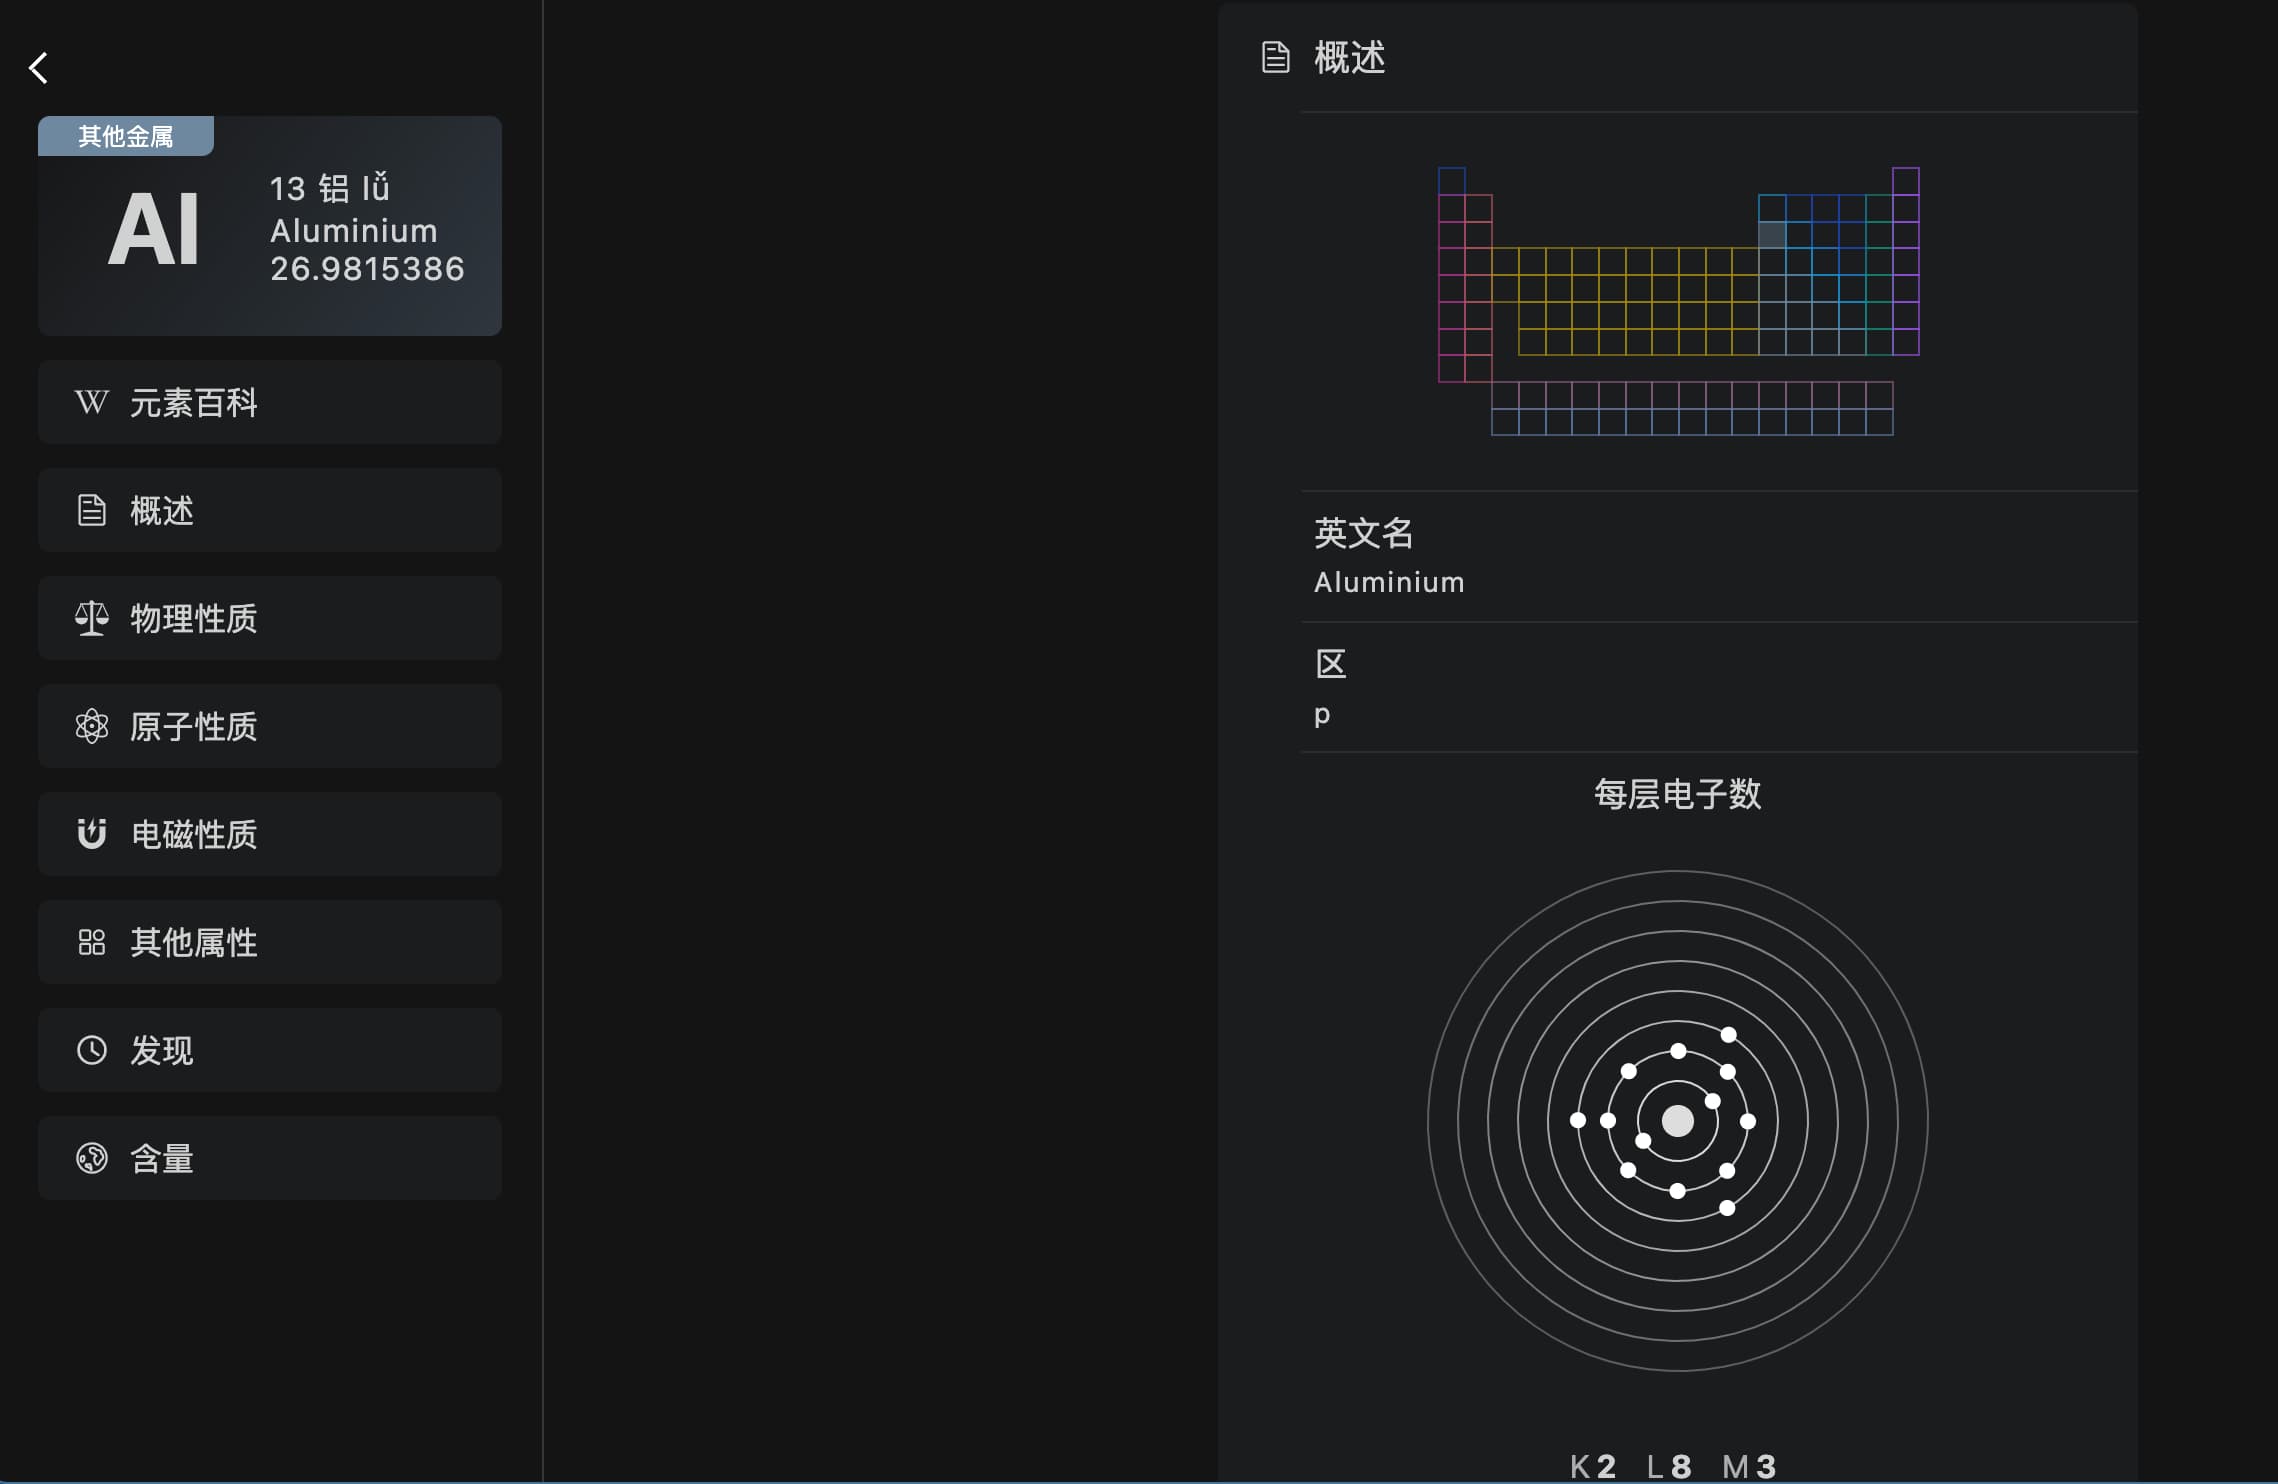 其他金属
Al
13 铝 lǚ
Aluminium
26.9815386
元素百科
概述
物理性质
原子性质
电磁性质
其他属性
发现
含量
概述
英文名
Aluminium
区
p
每层电子数
K2 L8 M3